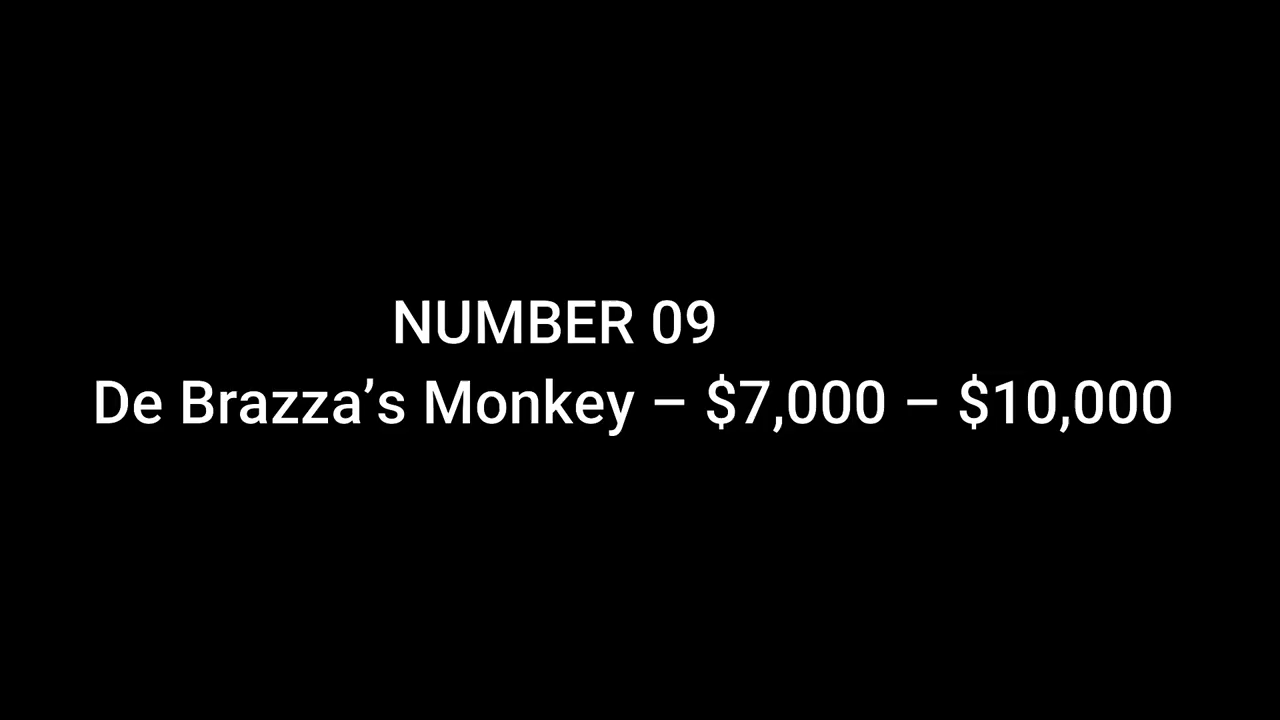 NUMBER 09
De Brazza’s Monkey – $7,000 – $10,000